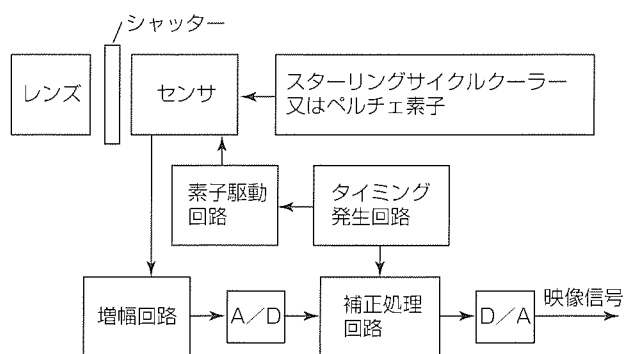 シャッター
レンズ
センサ
スターリングサイクルクーラー
又はペルチェ素子
素子駆動
回路
タイミング
発生回路
増幅回路
A／D
補正処理
回路
D／A
映像信号